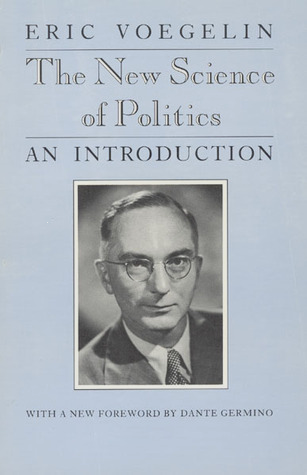 ERIC VOEGELIN
The New Science
of Politics
AN INTRODUCTION
WITH A NEW FOREWORD BY DANTE GERMINO